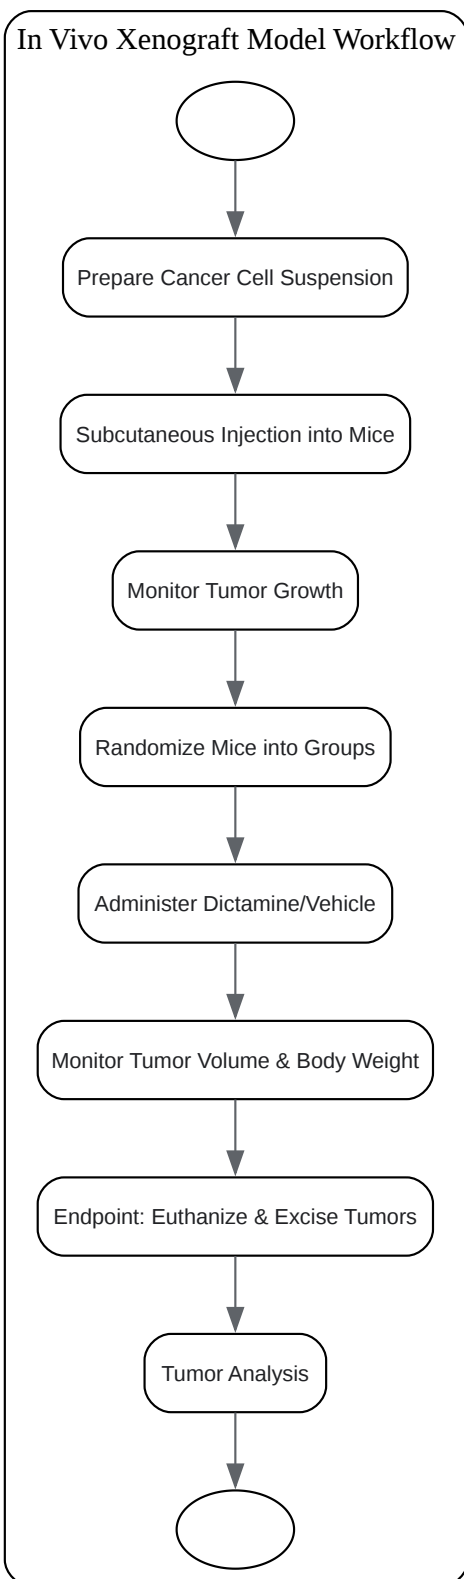 In Vivo Xenograft Model Workflow
Prepare Cancer Cell Suspension
Subcutaneous Injection into Mice
Monitor Tumor Growth
Randomize Mice into Groups
Administer Dictamine/Vehicle
Monitor Tumor Volume & Body Weight
Endpoint: Euthanize & Excise Tumors
Tumor Analysis